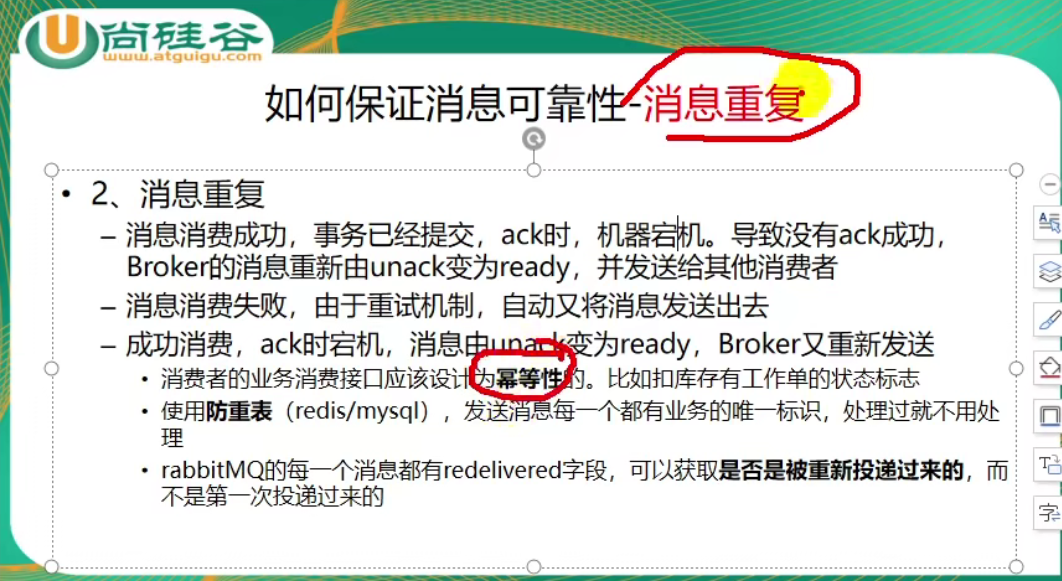 尚硅谷
www.atguigu.com
如何保证消息可靠性-消息重复
• 2、消息重复
– 消息消费成功，事务已经提交，ack时，机器宕机。导致没有ack成功，
Broker的消息重新由unack变为ready，并发送给其他消费者
– 消息消费失败，由于重试机制，自动又将消息发送出去
– 成功消费，ack时宕机，消息由unack变为ready，Broker又重新发送
• 消费者的业务消费接口应该设计为幂等性的。比如扣库存有工作单的状态标志
• 使用防重表（redis/mysql），发送消息每一个都有业务的唯一标识，处理过就不用处
理
• rabbitMQ的每一个消息都有redelivered字段，可以获取是否是被重新投递过来的，而
不是第一次投递过来的